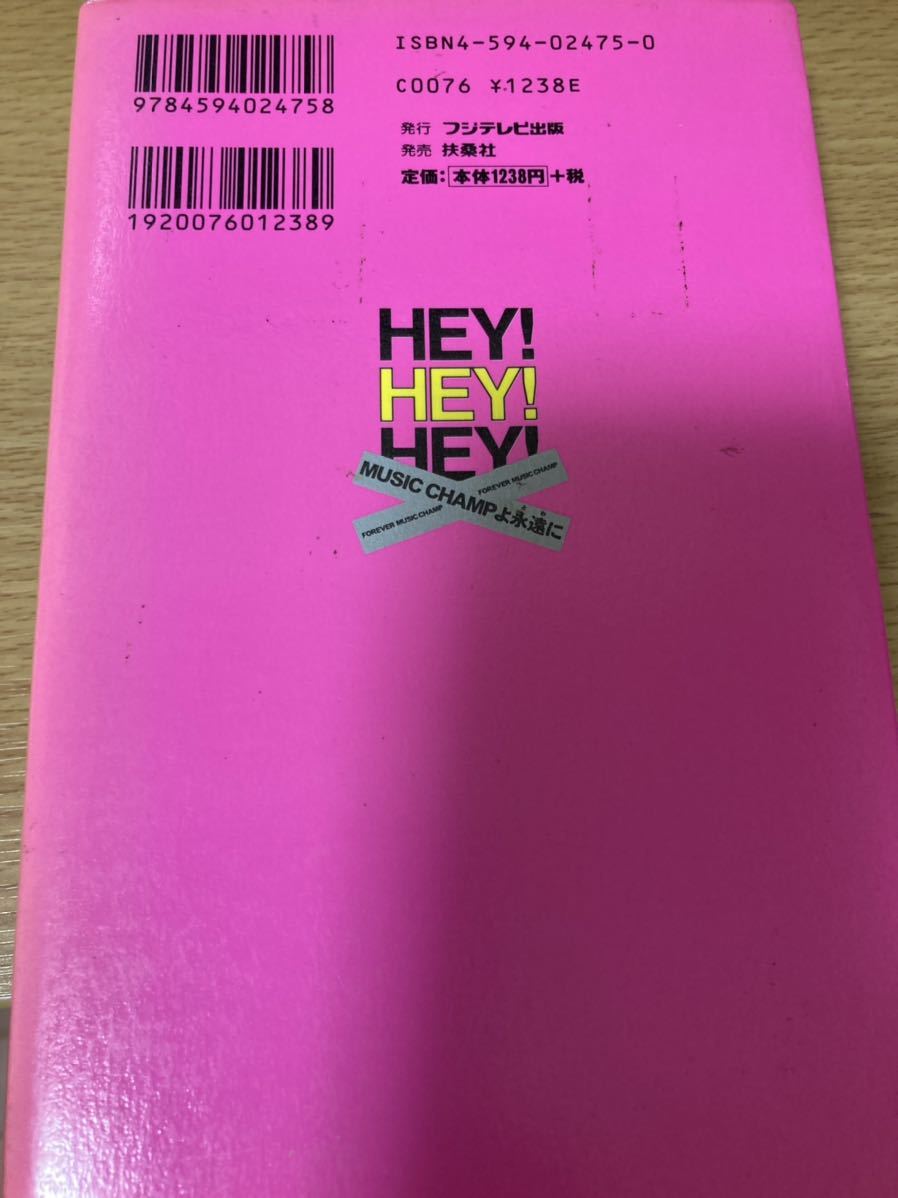 ISBN4-594-02475-0
9784594024758
C0076 ¥1238E
発行 フジテレビ出版
発売 扶桑社
定価：本体1238円+税
1920076012389
HEY!
HEY!
HEY!
MUSIC CHAMPよ永遠に
とわ
FOREVER MUSIC CHAMP
FOREVER MUSIC CHAMP